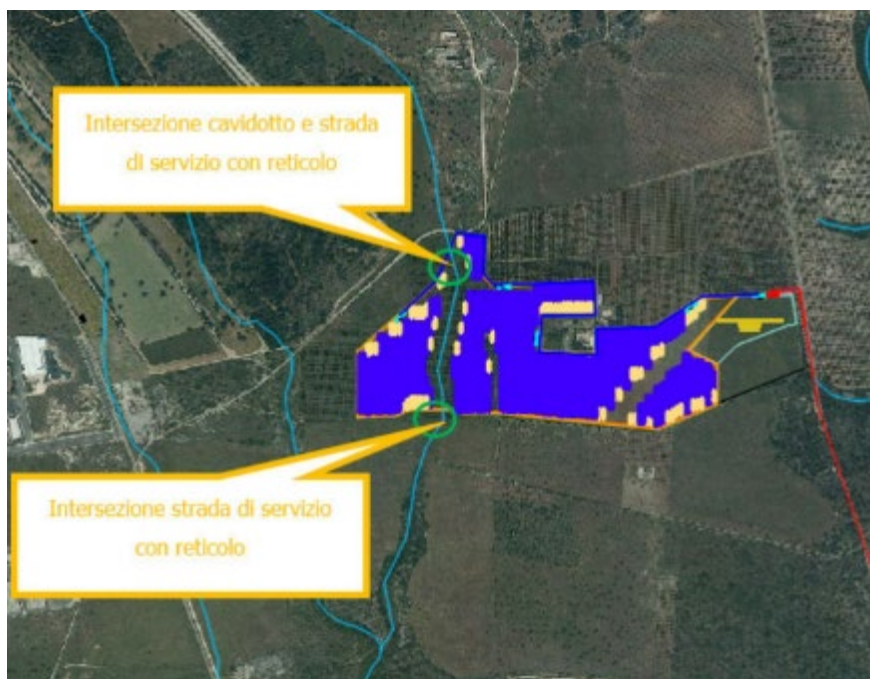 Intersezione cavidotto e strada
di servizio con reticolo
Intersezione strada di servizio
con reticolo